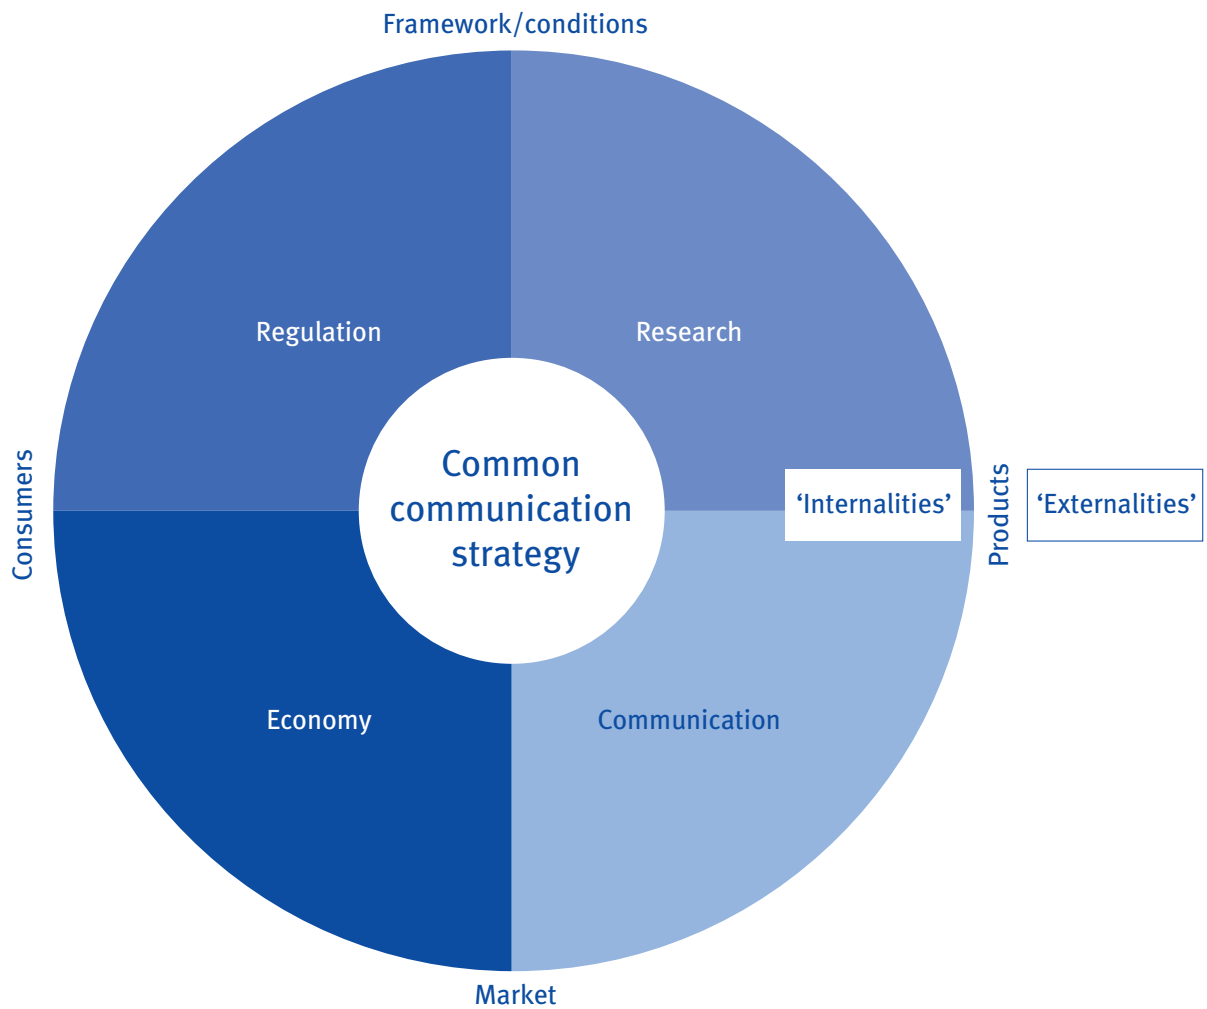 Framework/conditions
Regulation
Research
Consumers
Common
communication
strategy
‘Internalities’
Products
‘Externalities’
Economy
Communication
Market